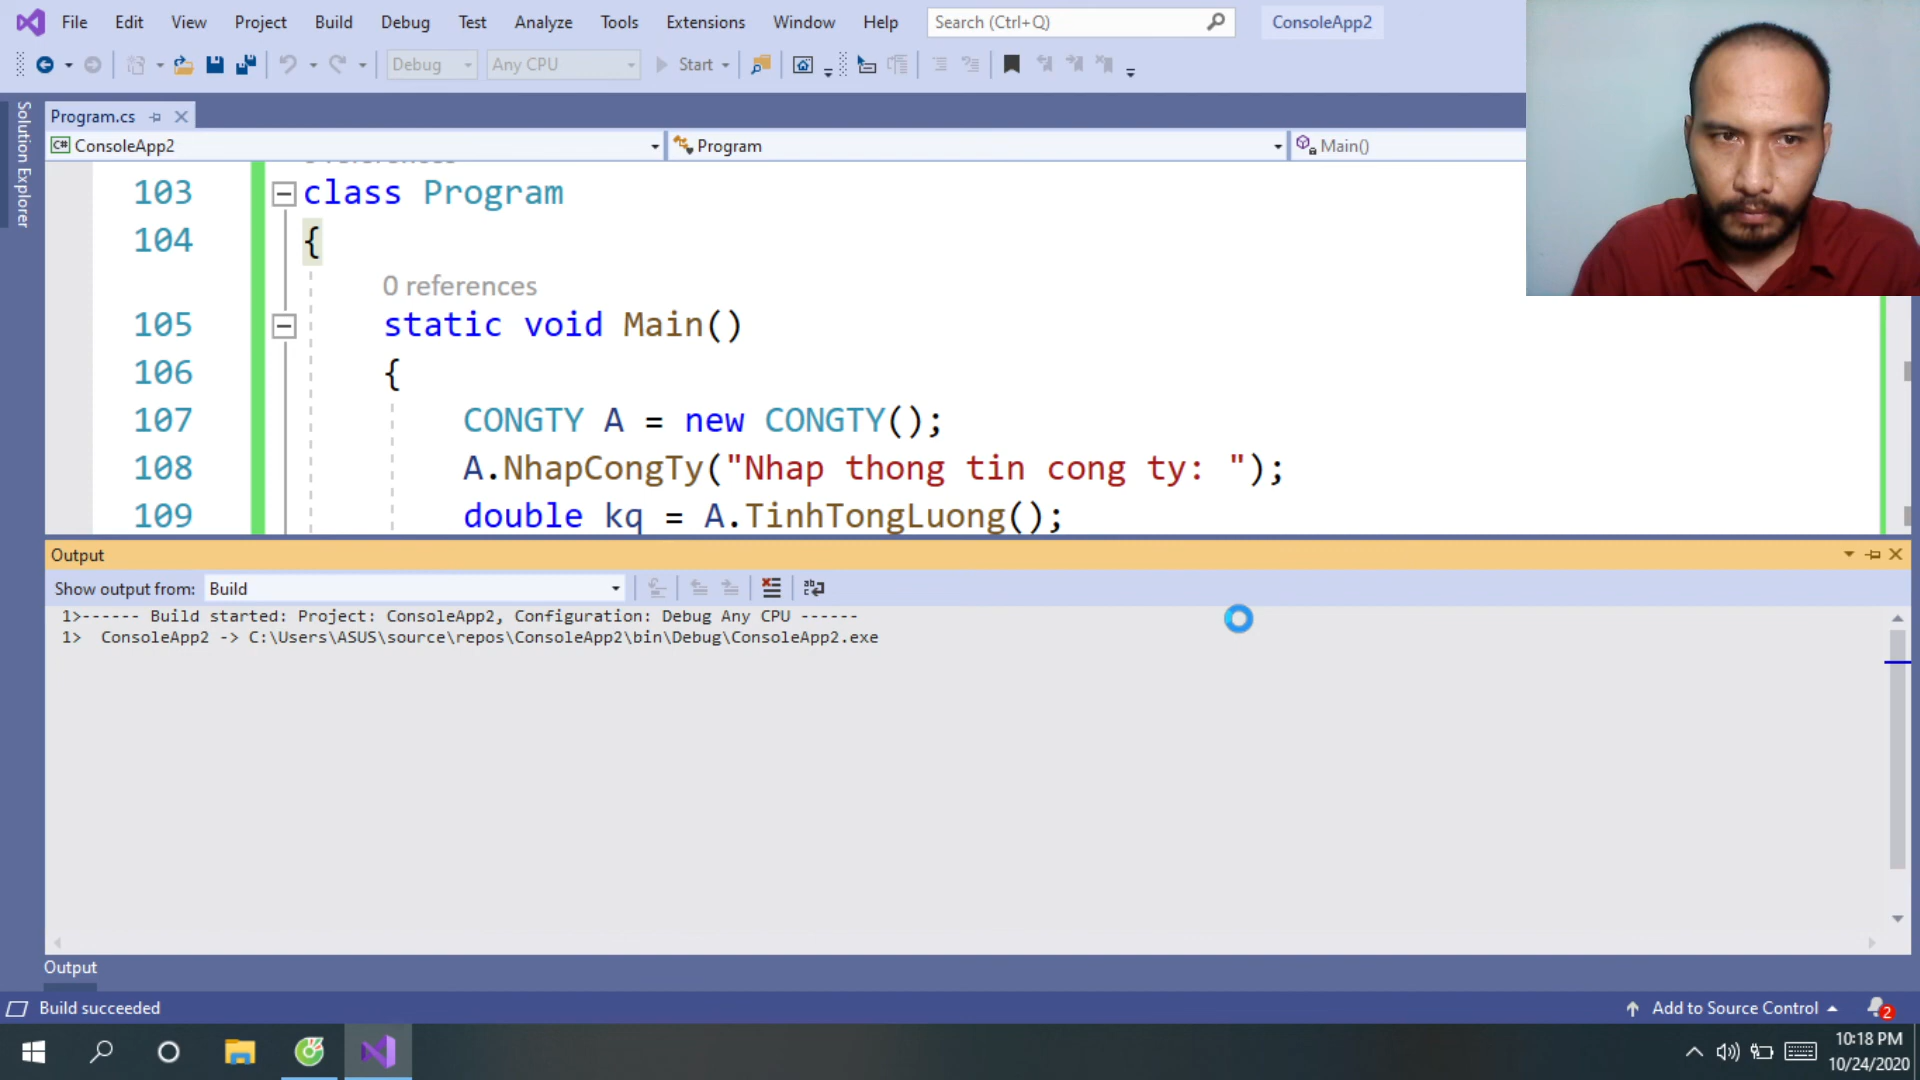 File Edit View Project Build Debug Test Analyze Tools Extensions Window Help Search (Ctrl+Q) ConsoleApp2
Debug Any CPU Start
Solution Explorer
Program.cs
C# ConsoleApp2 Program Main()
103 class Program
104 {
0 references
105 static void Main()
106 {
107 CONGTY A = new CONGTY();
108 A.NhapCongTy("Nhap thong tin cong ty: ");
109 double kq = A.TinhTongLuong();
Output
Show output from: Build
1>------ Build started: Project: ConsoleApp2, Configuration: Debug Any CPU ------
1> ConsoleApp2 -> C:\Users\ASUS\source\repos\ConsoleApp2\bin\Debug\ConsoleApp2.exe
Output
Build succeeded Add to Source Control 2
10:18 PM
10/24/2020